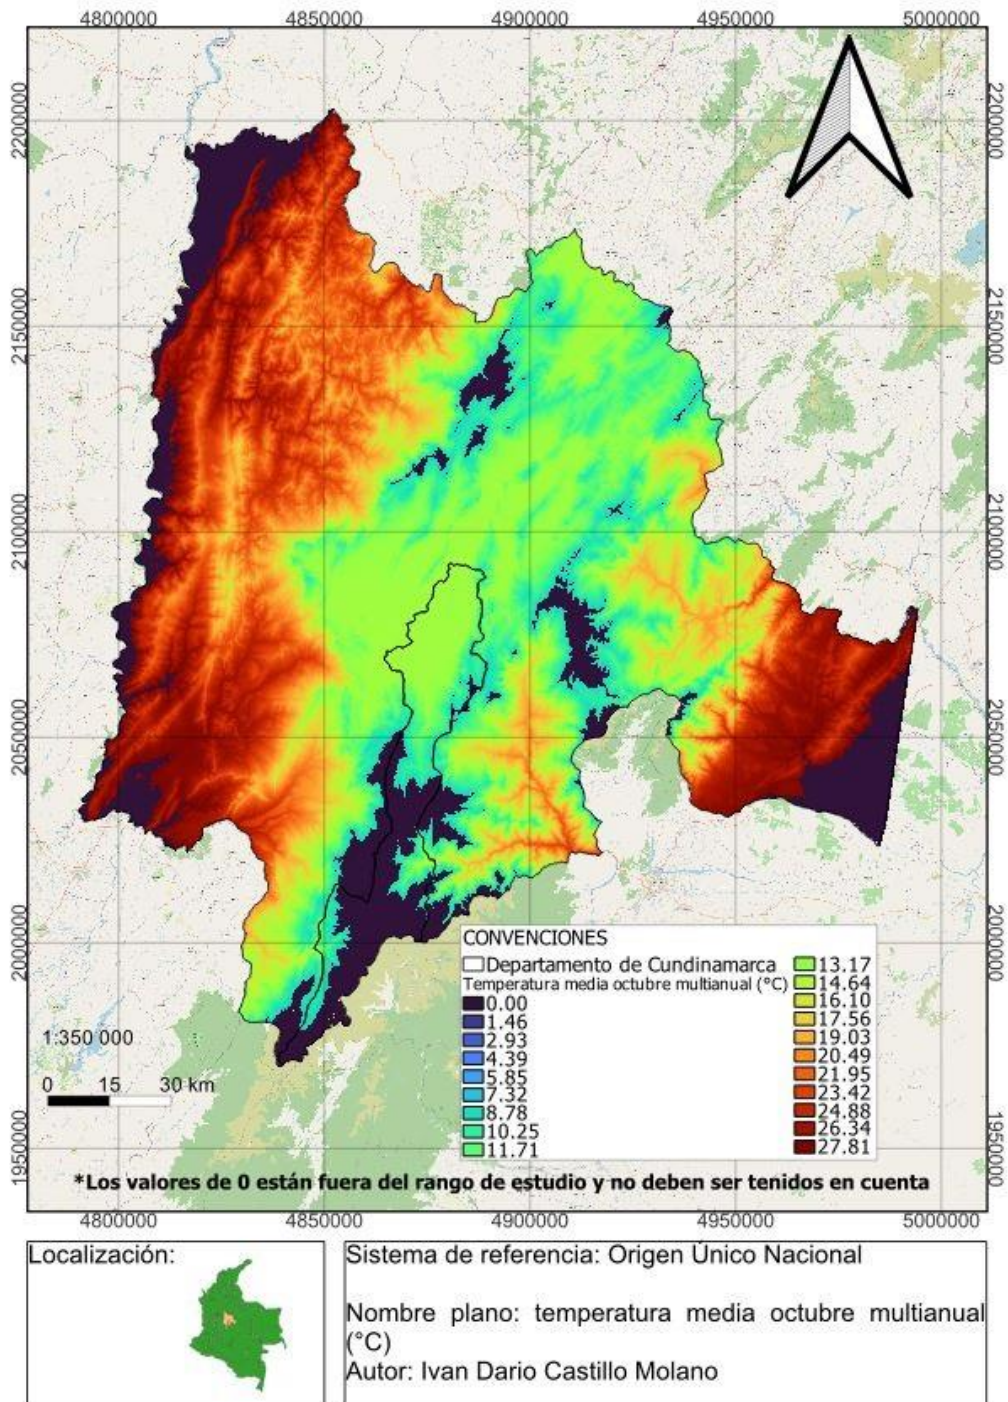 4800000 4850000 4900000 4950000 5000000
2200000 2200000
2150000 2150000
2100000 2100000
2050000 2050000
2000000 2000000
1950000 1950000
CONVENCIONES
Departamento de Cundinamarca
Temperatura media octubre multianual (°C)
0.00
1.46
2.93
4.39
5.85
7.32
8.78
10.25
11.71
13.17
14.64
16.10
17.56
19.03
20.49
21.95
23.42
24.88
26.34
27.81
1:350 000
0 15 30 km
*Los valores de 0 están fuera del rango de estudio y no deben ser tenidos en cuenta
4800000 4850000 4900000 4950000 5000000
Localización:
Sistema de referencia: Origen Único Nacional
Nombre plano: temperatura media octubre multianual
(°C)
Autor: Ivan Dario Castillo Molano